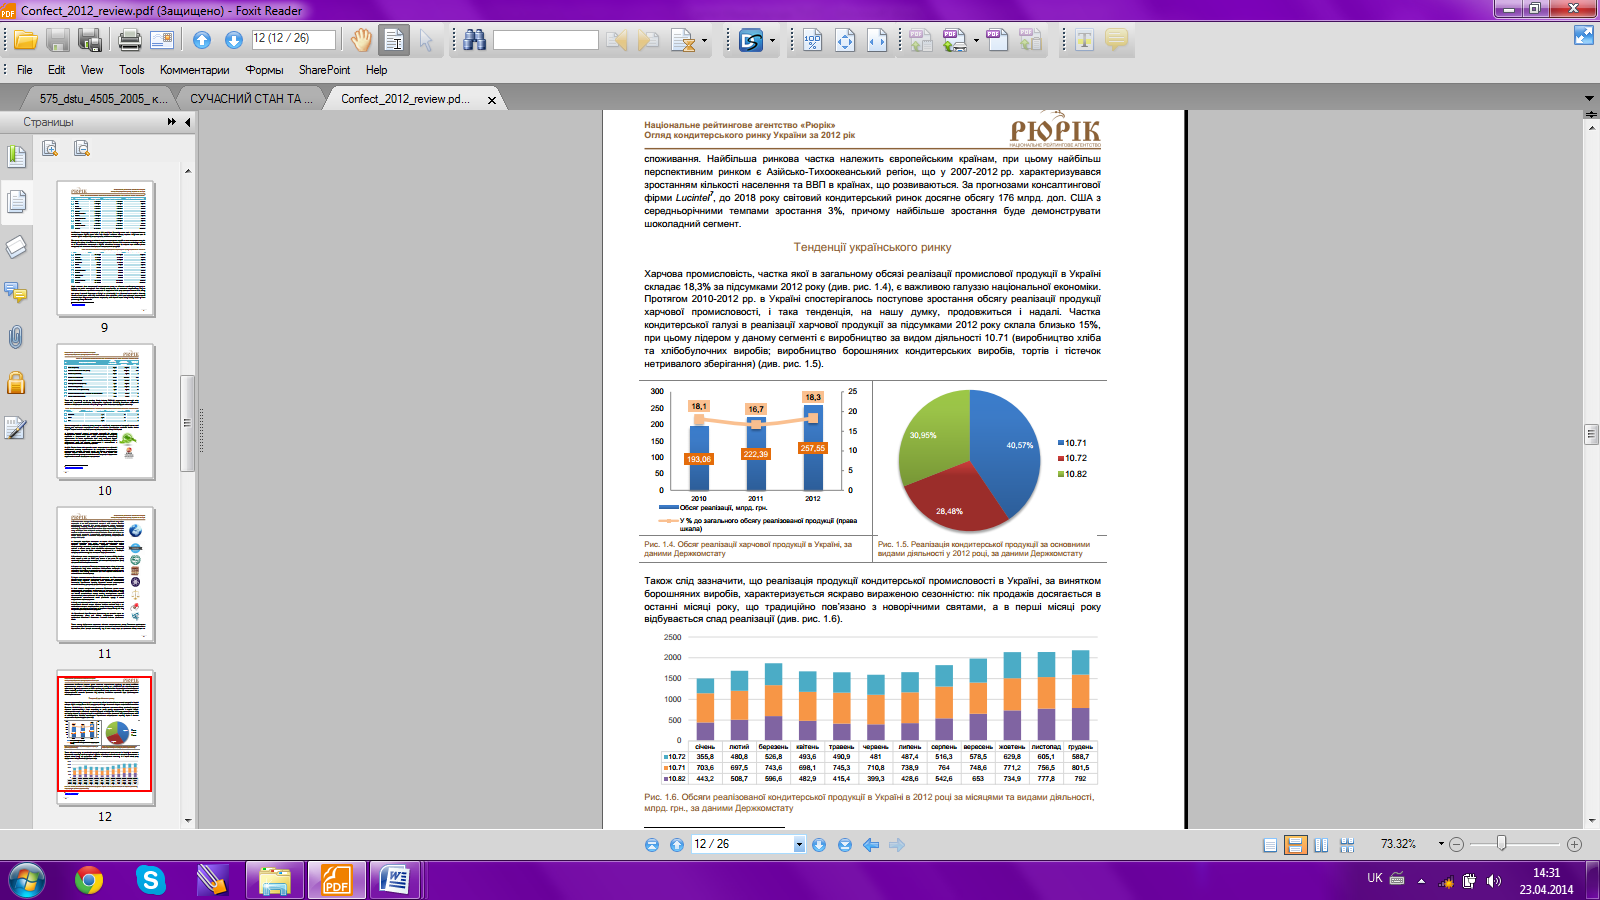 Confect_2012_review.pdf (Защищено) - Foxit Reader
12 (12 / 26)
File Edit View Tools Комментарии Формы SharePoint Help
575_dstu_4505_2005_ к... СУЧАСНИЙ СТАН ТА ... Confect_2012_review.pd...
Страницы
9
10
11
12
Національне рейтингове агентство «Рюрік»
Огляд кондитерського ринку України за 2012 рік
РЮРІК
НАЦІОНАЛЬНЕ РЕЙТИНГОВЕ АГЕНТСТВО
споживання. Найбільша ринкова частка належить європейським країнам, при цьому найбільш
перспективним ринком є Азійсько-Тихоокеанський регіон, що у 2007-2012 рр. характеризувався
зростанням кількості населення та ВВП в країнах, що розвиваються. За прогнозами консалтингової
фірми Lucintel7, до 2018 року світовий кондитерський ринок досягне обсягу 176 млрд. дол. США з
середньорічними темпами зростання 3%, причому найбільше зростання буде демонструвати
шоколадний сегмент.
Тенденції українського ринку
Харчова промисловість, частка якої в загальному обсязі реалізації промислової продукції в Україні
складає 18,3% за підсумками 2012 року (див. рис. 1.4), є важливою галуззю національної економіки.
Протягом 2010-2012 рр. в Україні спостерігалось поступове зростання обсягу реалізації продукції
харчової промисловості, і така тенденція, на нашу думку, продовжиться і надалі. Частка
кондитерської галузі в реалізації харчової продукції за підсумками 2012 року склала близько 15%,
при цьому лідером у даному сегменті є виробництво за видом діяльності 10.71 (виробництво хліба
та хлібобулочних виробів; виробництво борошняних кондитерських виробів, тортів і тістечок
нетривалого зберігання) (див. рис. 1.5).
300 250 200 150 100 50 0
18,1 16,7 18,3
193,06 222,39 257,55
25 20 15 10 5 0
2010 2011 2012
Обсяг реалізації, млрд. грн.
У % до загального обсягу реалізованої продукції (права
шкала)
30,95% 40,57% 28,48%
10.71
10.72
10.82
Рис. 1.4. Обсяг реалізації харчової продукції в Україні, за
даними Держкомстату
Рис. 1.5. Реалізація кондитерської продукції за основними
видами діяльності у 2012 році, за даними Держкомстату
Також слід зазначити, що реалізація продукції кондитерської промисловості в Україні, за винятком
борошняних виробів, характеризується яскраво вираженою сезонністю: пік продажів досягається в
останні місяці року, що традиційно пов'язано з новорічними святами, а в перші місяці року
відбувається спад реалізації (див. рис. 1.6).
2500
2000
1500
1000
500
0
січень лютий березень квітень травень червень липень серпень вересень жовтень листопад грудень
10.72 355,8 480,8 526,8 493,6 490,9 481 487,4 516,3 578,5 629,8 605,1 588,7
10.71 703,6 697,5 743,6 698,1 745,3 710,8 738,9 764 748,6 771,2 756,5 801,5
10.82 443,2 508,7 596,6 482,9 415,4 399,3 428,6 542,6 653 734,9 777,8 792
Рис. 1.6. Обсяги реалізованої кондитерської продукції в Україні в 2012 році за місяцями та видами діяльності,
млрд. грн., за даними Держкомстату
12 / 26
73.32%
UK
14:31
23.04.2014